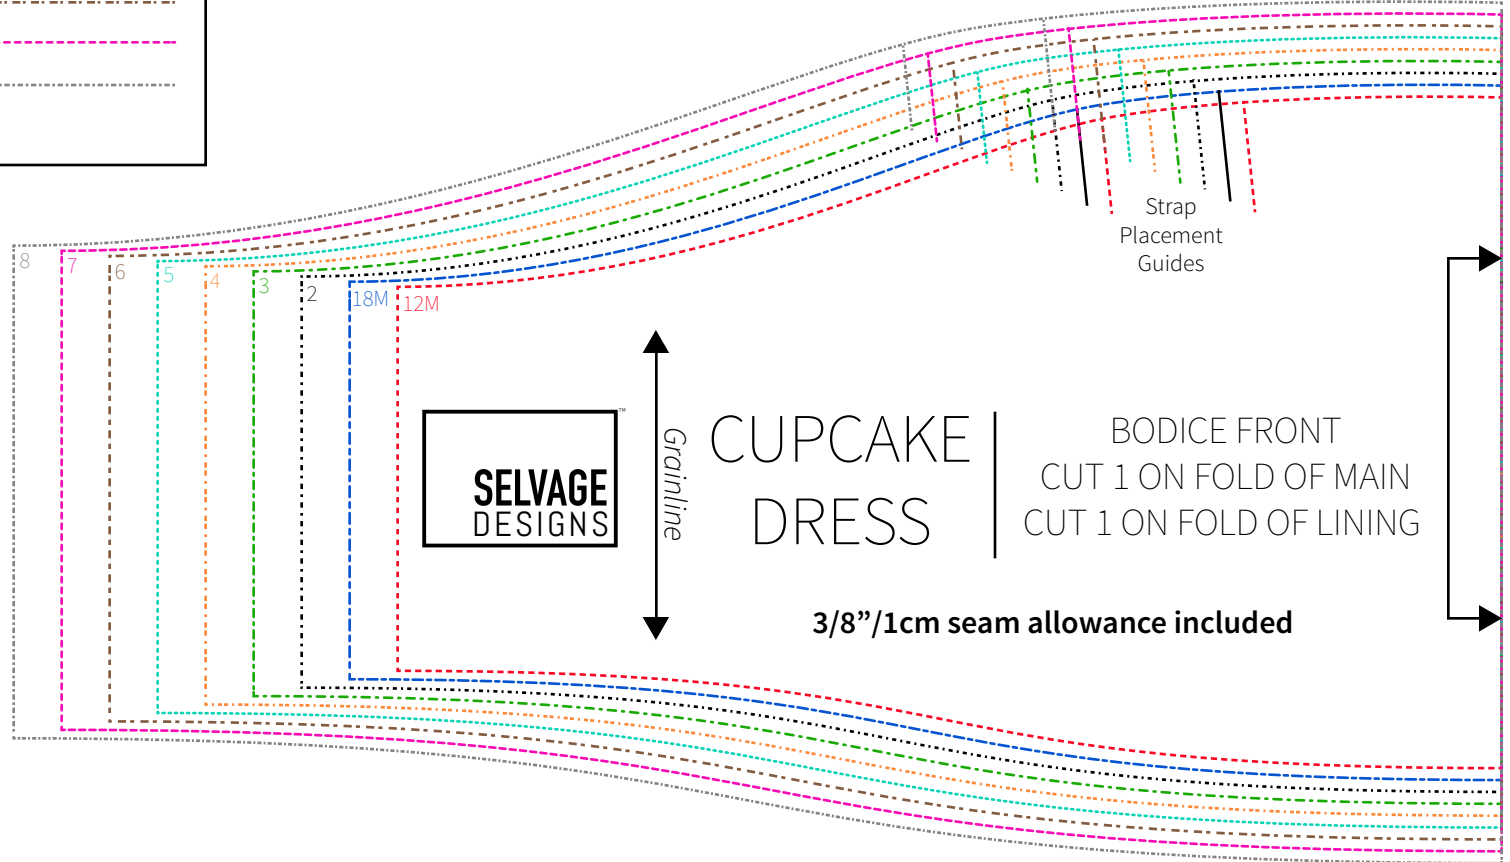 8
7
6
5
4
3
2
18M
12M
Strap
Placement
Guides
SELVAGE
DESIGNS
™
Grainline
CUPCAKE
DRESS
BODICE FRONT
CUT 1 ON FOLD OF MAIN
CUT 1 ON FOLD OF LINING
3/8”/1cm seam allowance included